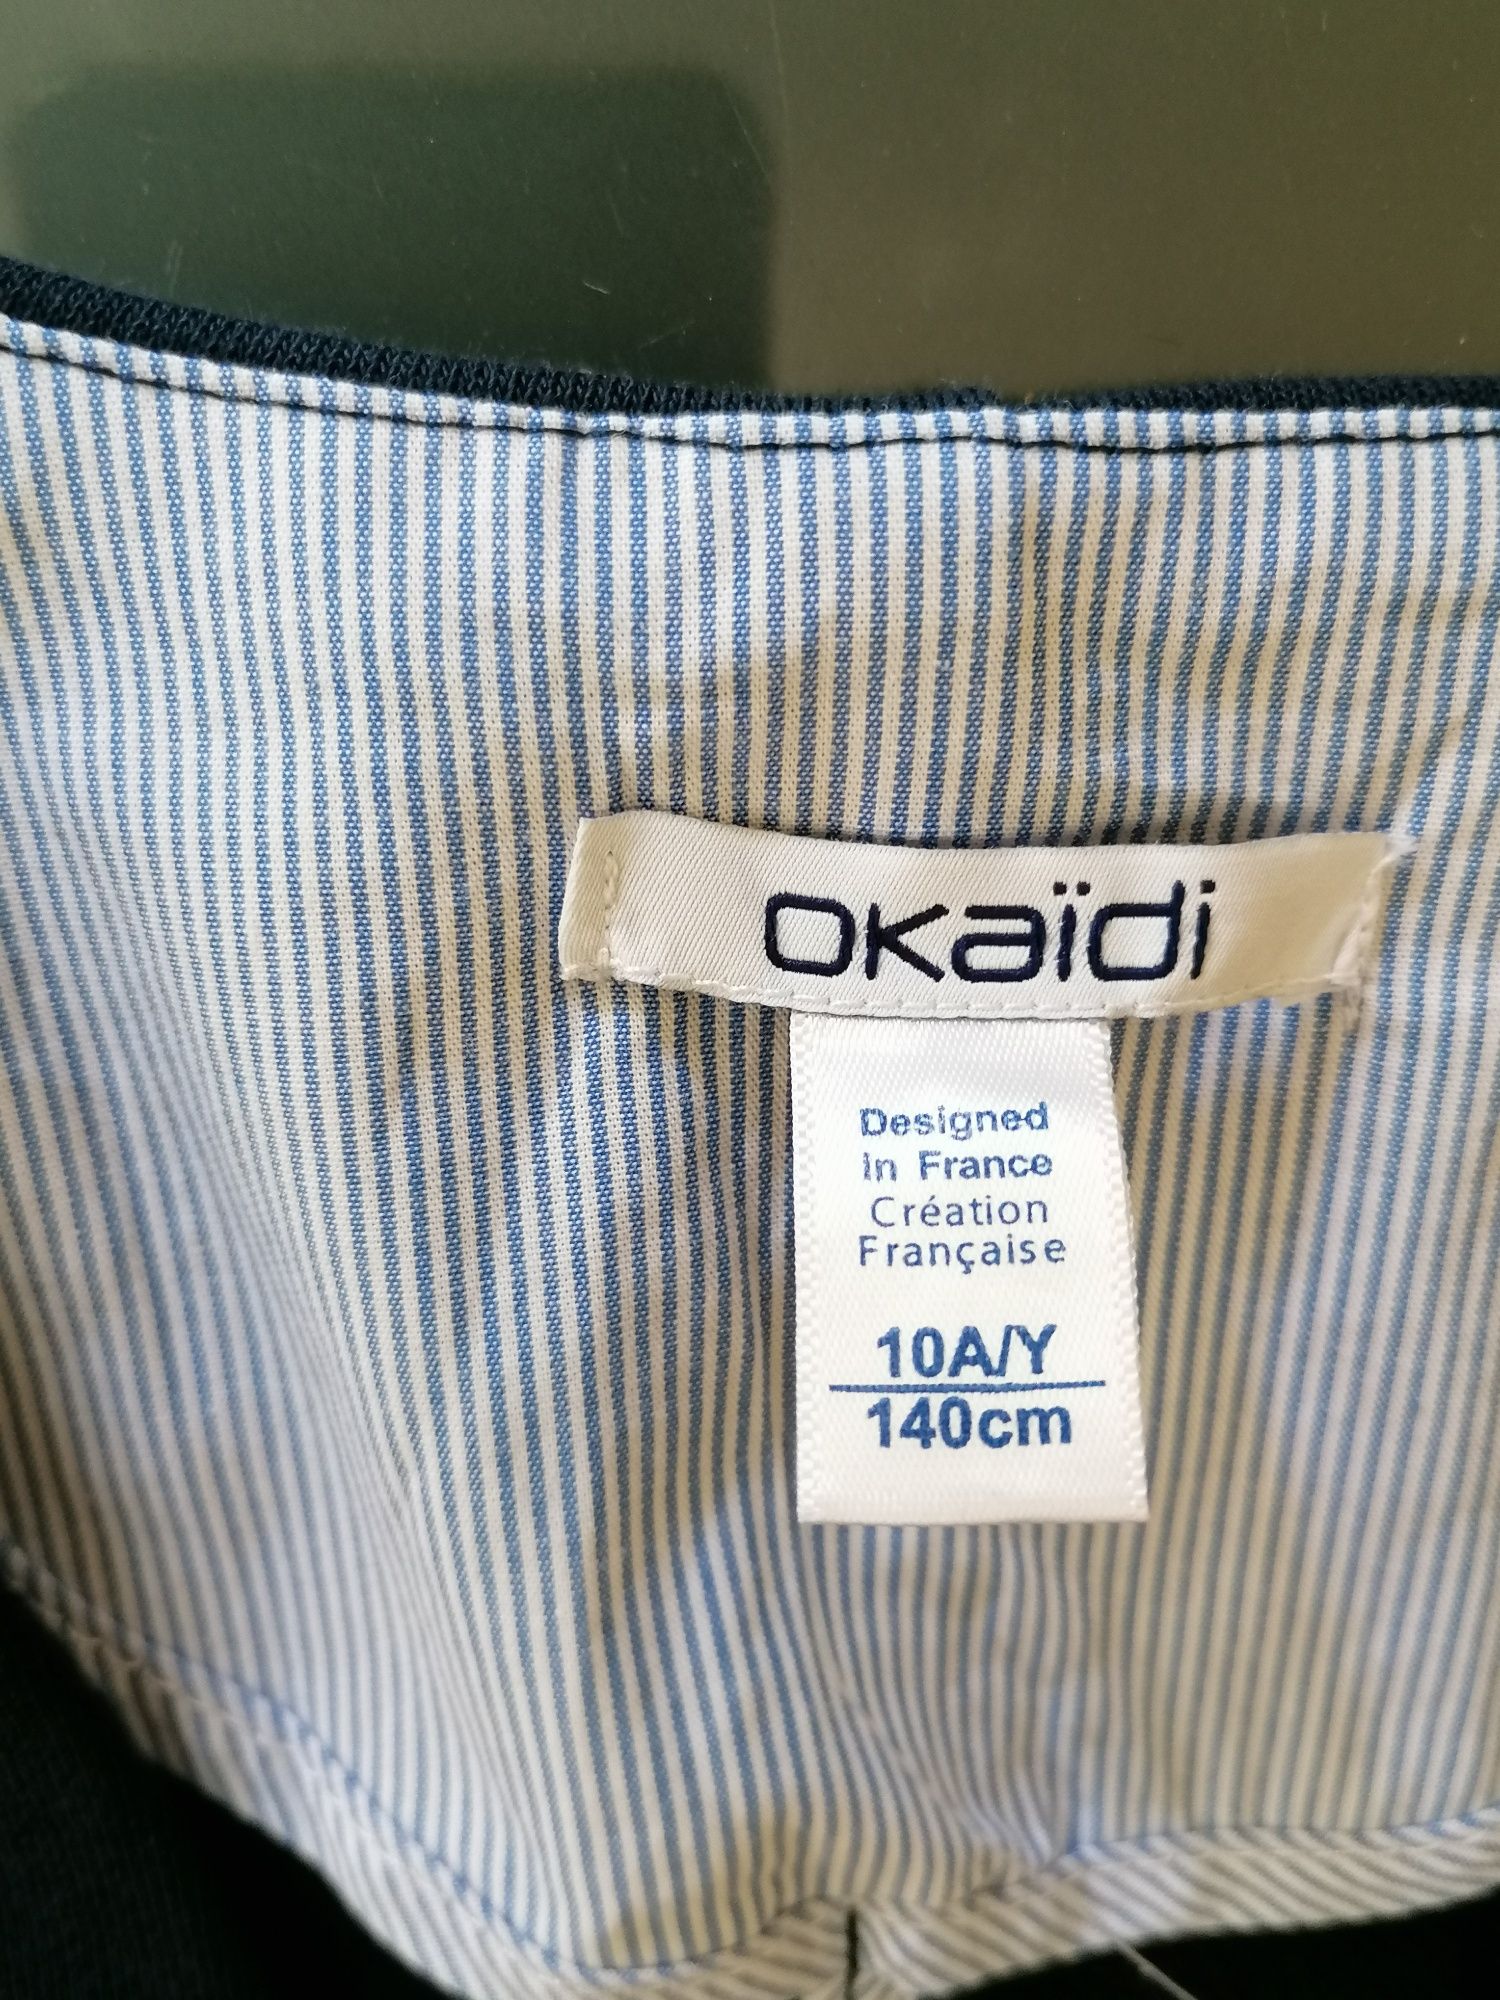 okaïdi
Designed
in France
Création
Française
10A/Y
140cm